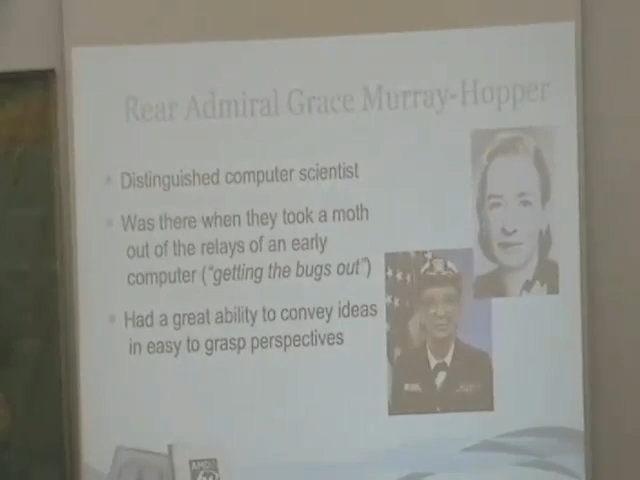 Rear Admiral Grace Murray-Hopper
Distinguished computer scientist
Was there when they took a moth
out of the relays of an early
computer ("getting the bugs out")
Had a great ability to convey ideas
in easy to grasp perspectives
AMD